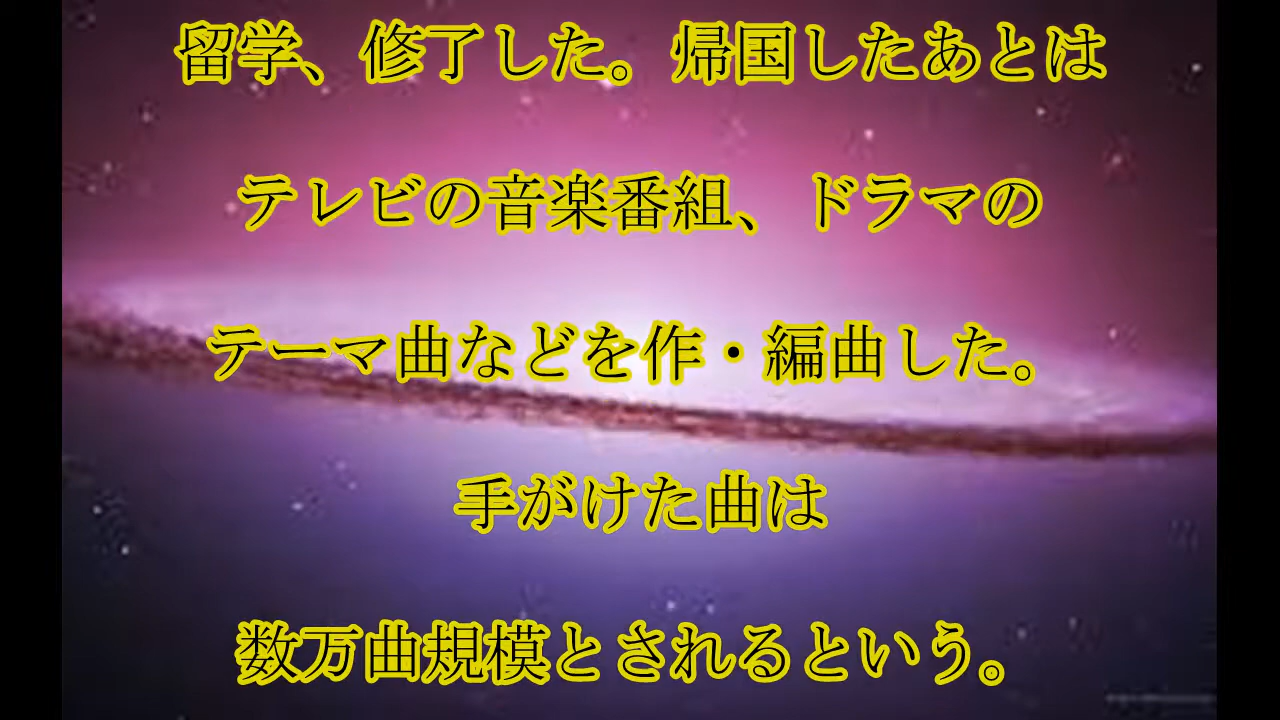 留学、修了した。帰国したあとは
テレビの音楽番組、ドラマの
テーマ曲などを作・編曲した。
手がけた曲は
数万曲規模とされるという。